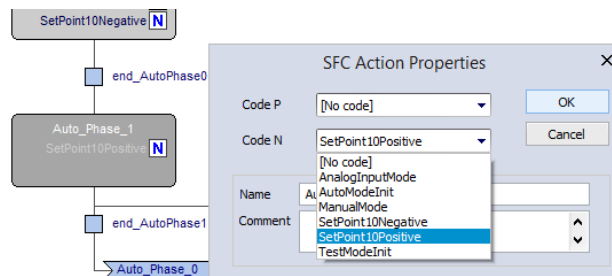 SetPoint10Negative N
end_AutoPhase0
Auto_Phase_1
SetPoint10Positive N
end_AutoPhase1
Auto_Phase_0
SFC Action Properties
Code P [No code] OK
Code N SetPoint10Positive Cancel
[No code]
AnalogInputMode
AutoModeInit
ManualMode
SetPoint10Negative
SetPoint10Positive
TestModeInit
Name
Comment